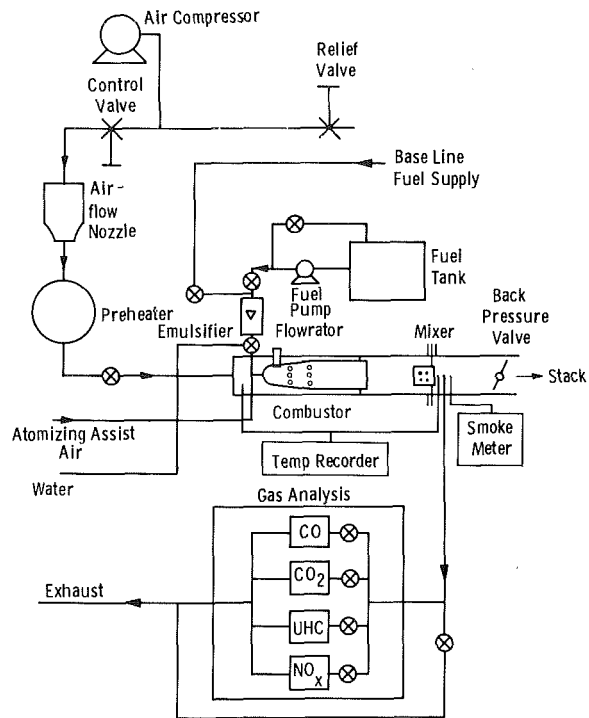 Air Compressor
Relief
Valve
Control
Valve
Base Line
Fuel Supply
Air-
flow
Nozzle
Fuel
Tank
Fuel
Pump
Preheater
Emulsifier
Flowrator
Mixer
Back
Pressure
Valve
Stack
Combustor
Atomizing Assist
Air
Smoke
Meter
Temp Recorder
Water
Gas Analysis
CO
CO2
Exhaust
UHC
NOx